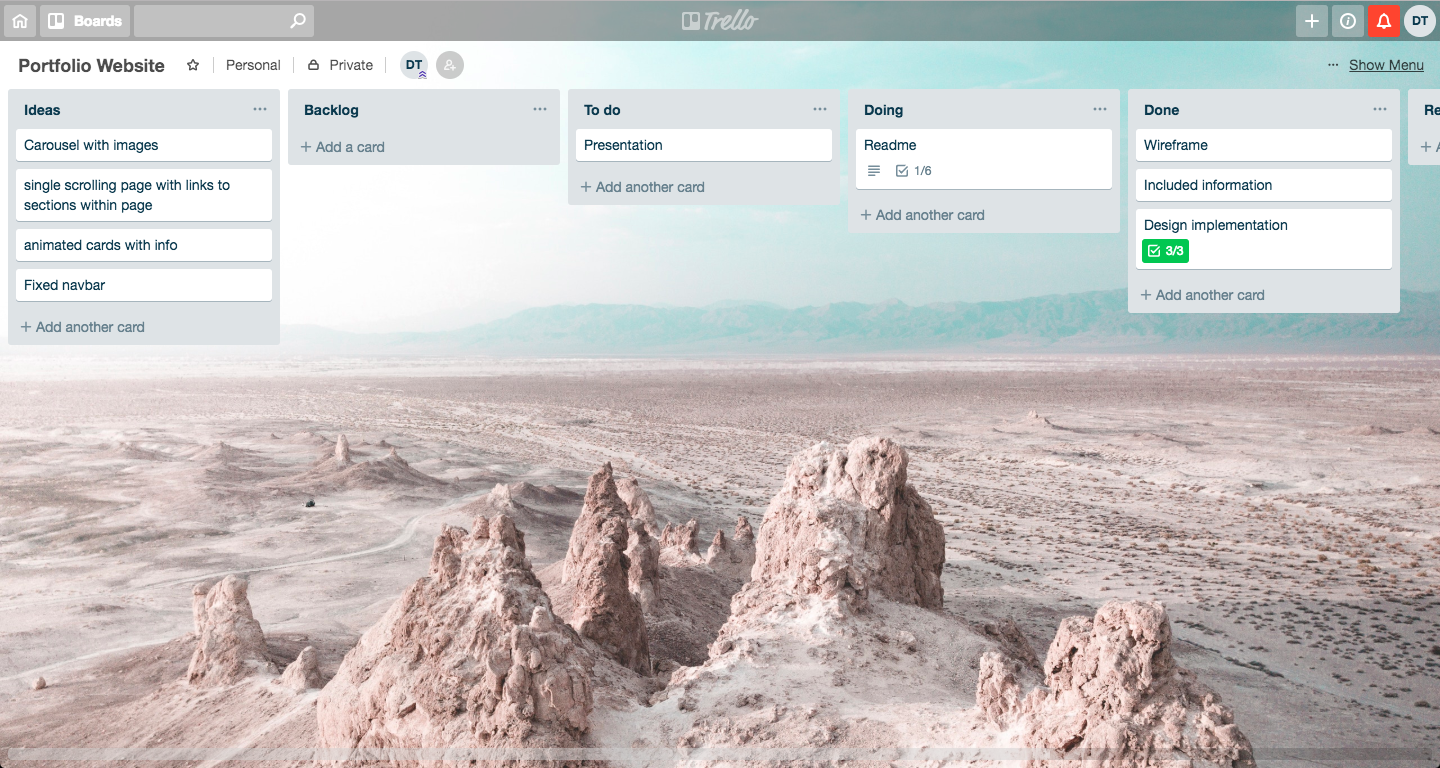 Boards
Trello
DT
Portfolio Website
Personal
Private
DT
Show Menu
Ideas
Carousel with images
single scrolling page with links to
sections within page
animated cards with info
Fixed navbar
+ Add another card
Backlog
+ Add a card
To do
Presentation
+ Add another card
Doing
Readme
1/6
+ Add another card
Done
Wireframe
Included information
Design implementation
3/3
+ Add another card
Re
+ A